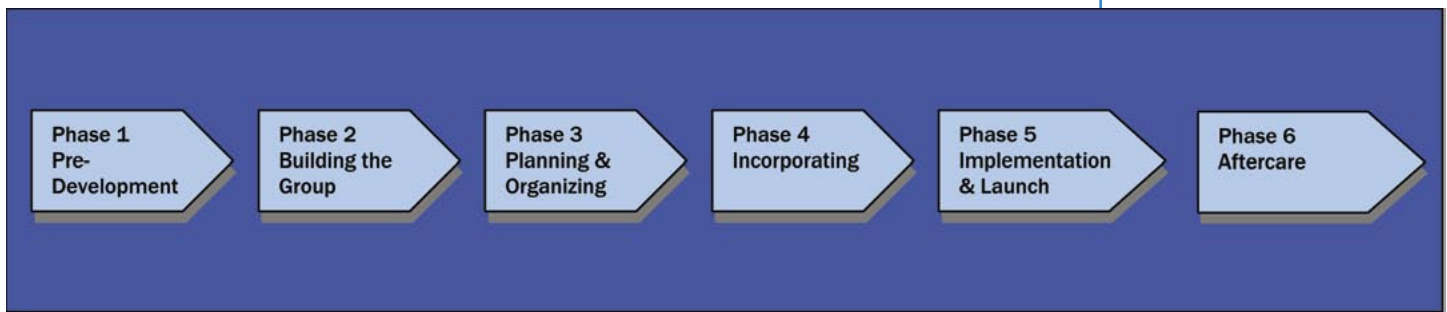 Phase 1
Pre-
Development
Phase 2
Building the
Group
Phase 3
Planning &
Organizing
Phase 4
Incorporating
Phase 5
Implementation
& Launch
Phase 6
Aftercare